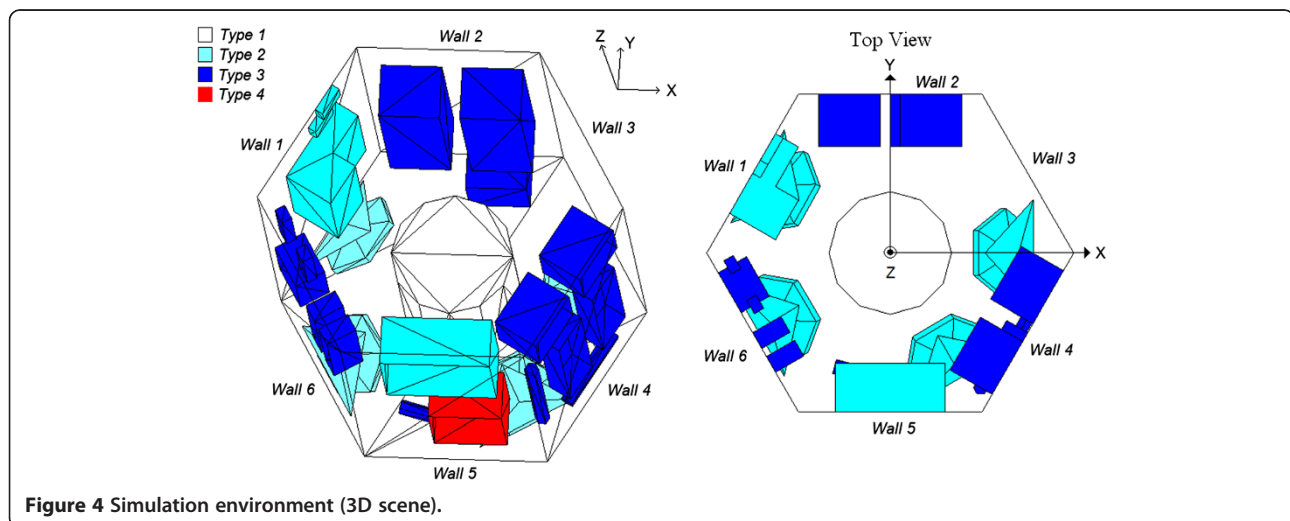 Type 1
Type 2
Type 3
Type 4
Wall 1
Wall 2
Wall 3
Wall 4
Wall 5
Wall 6
Z
Y
X
Top View
Y
Wall 2
Wall 1
Wall 3
Z
X
Wall 6
Wall 4
Wall 5
Figure 4 Simulation environment (3D scene).